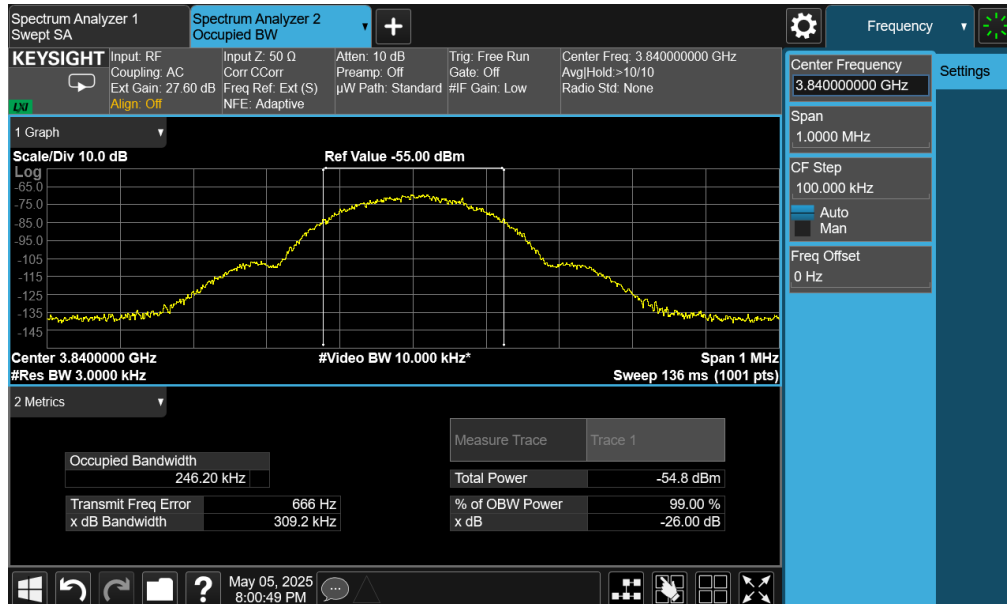 Spectrum Analyzer 1
Swept SA
Spectrum Analyzer 2
Occupied BW
+
Frequency
KEYSIGHT
LXI
Input: RF
Coupling: AC
Ext Gain: 27.60 dB
Align: Off
Input Z: 50 Ω
Corr CCorr
Freq Ref: Ext (S)
NFE: Adaptive
Atten: 10 dB
Preamp: Off
µW Path: Standard
Trig: Free Run
Gate: Off
#IF Gain: Low
Center Freq: 3.840000000 GHz
Avg|Hold:>10/10
Radio Std: None
Center Frequency
3.840000000 GHz
Settings
Span
1.0000 MHz
CF Step
100.000 kHz
Auto
Man
Freq Offset
0 Hz
1 Graph
Scale/Div 10.0 dB
Ref Value -55.00 dBm
Log
-65.0
-75.0
-85.0
-95.0
-105
-115
-125
-135
-145
Center 3.8400000 GHz
#Video BW 10.000 kHz*
Span 1 MHz
#Res BW 3.0000 kHz
Sweep 136 ms (1001 pts)
2 Metrics
Measure Trace
Trace 1
Occupied Bandwidth
246.20 kHz
Total Power
-54.8 dBm
Transmit Freq Error
666 Hz
% of OBW Power
99.00 %
x dB Bandwidth
309.2 kHz
x dB
-26.00 dB
?
May 05, 2025
8:00:49 PM